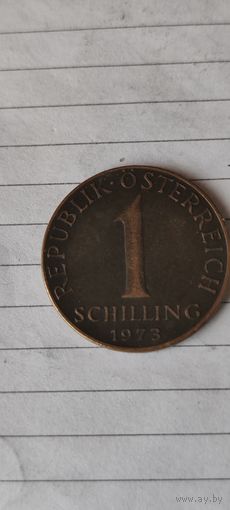 REPUBLIK · ÖSTERREICH
1
SCHILLING
1973
www.ay.by